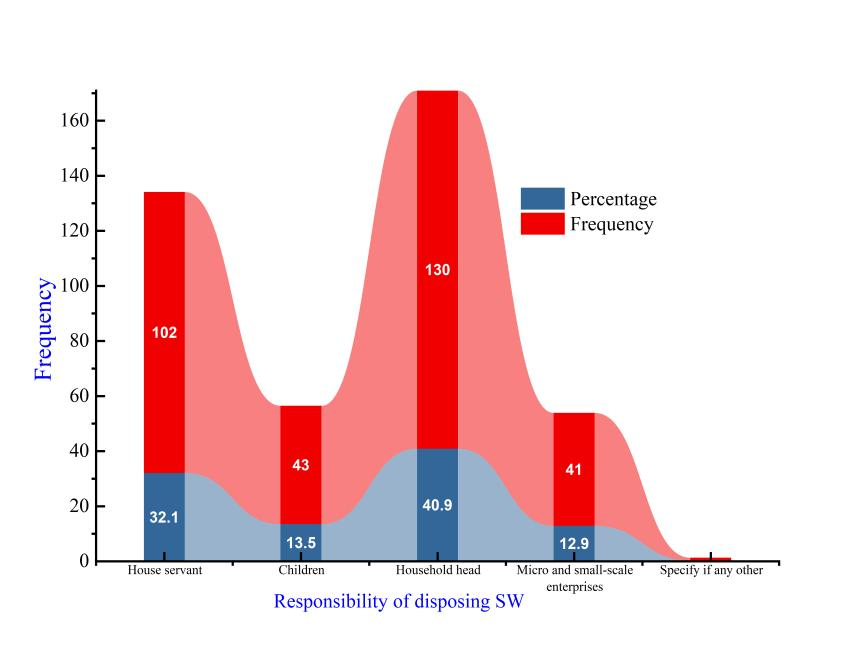 160
140
120
100
80
60
40
20
0
Frequency
Percentage
Frequency
102
43
130
41
32.1
13.5
40.9
12.9
House servant
Children
Household head
Micro and small-scale
enterprises
Specify if any other
Responsibility of disposing SW